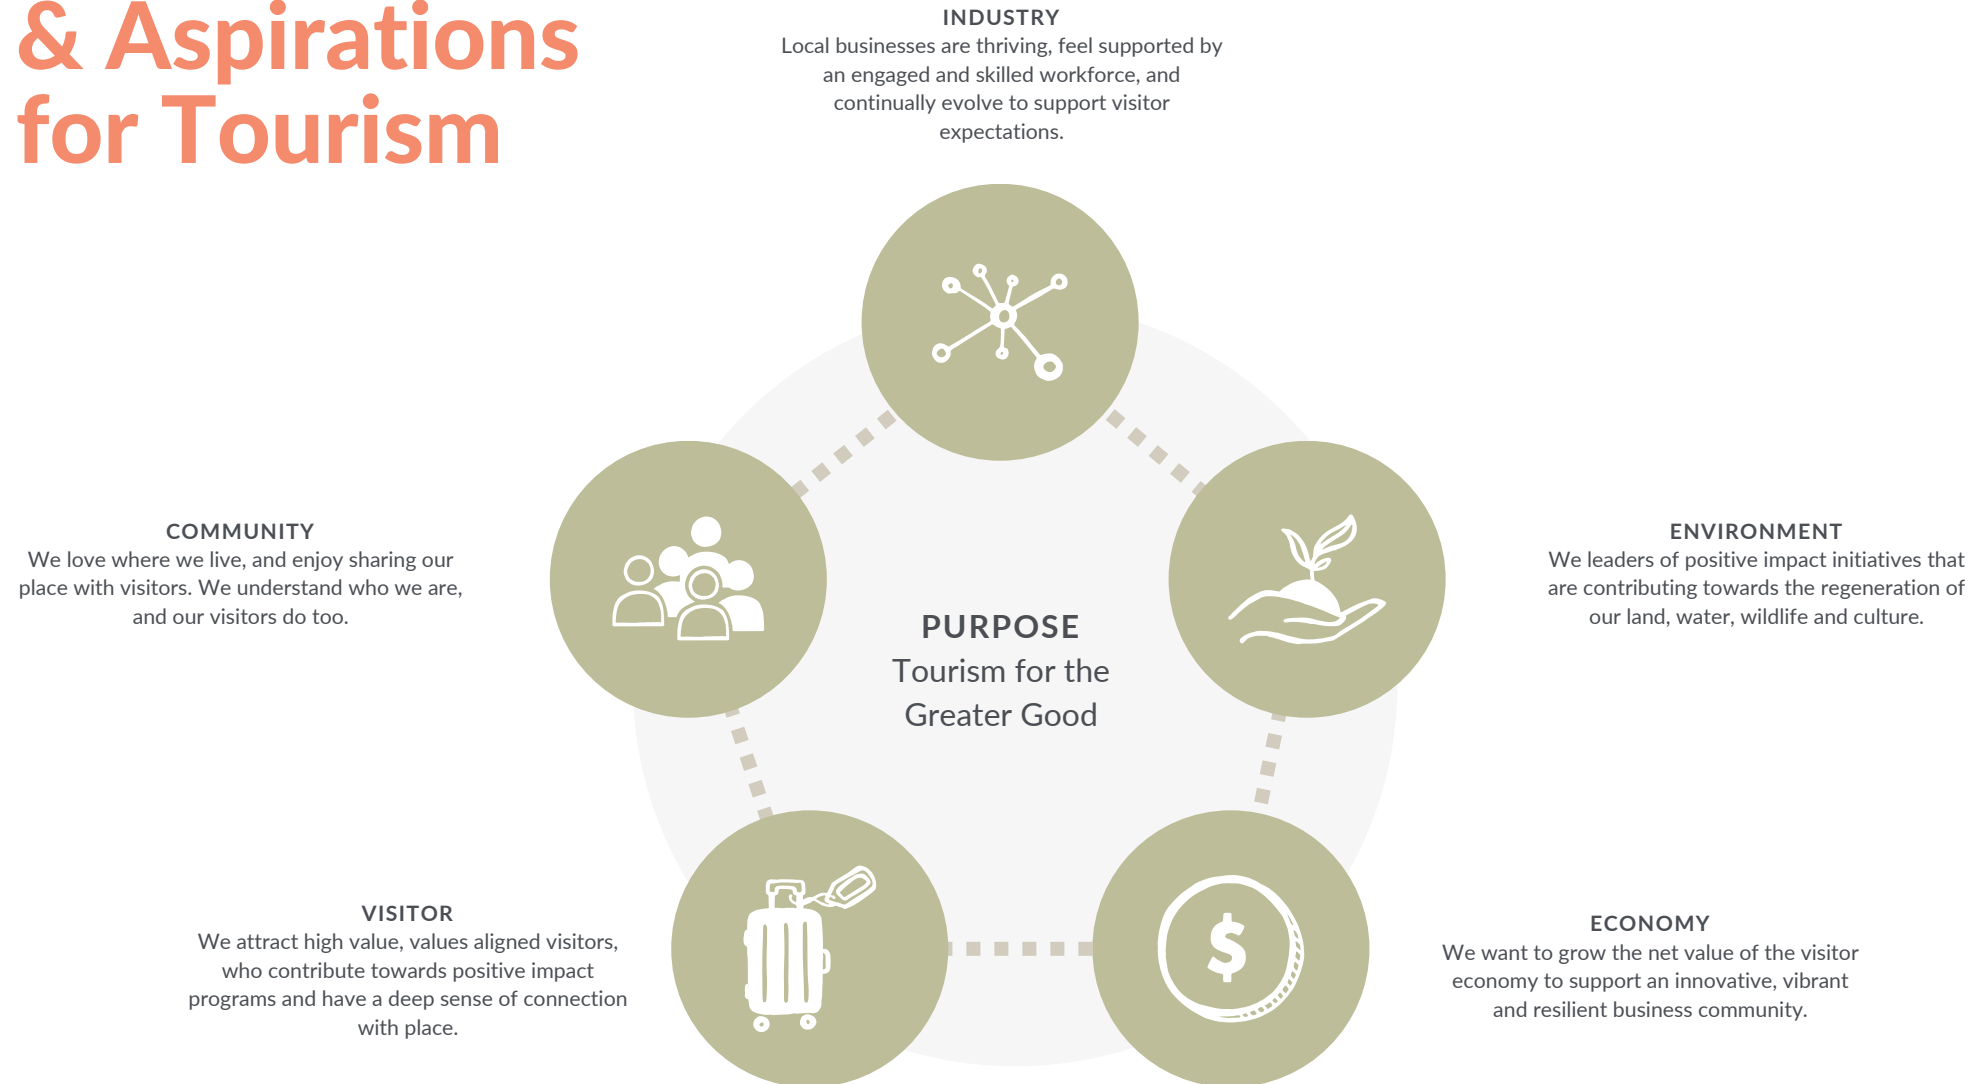 & Aspirations
for Tourism
INDUSTRY
Local businesses are thriving, feel supported by
an engaged and skilled workforce, and
continually evolve to support visitor
expectations.
COMMUNITY
We love where we live, and enjoy sharing our
place with visitors. We understand who we are,
and our visitors do too.
PURPOSE
Tourism for the
Greater Good
ENVIRONMENT
We leaders of positive impact initiatives that
are contributing towards the regeneration of
our land, water, wildlife and culture.
VISITOR
We attract high value, values aligned visitors,
who contribute towards positive impact
programs and have a deep sense of connection
with place.
$
ECONOMY
We want to grow the net value of the visitor
economy to support an innovative, vibrant
and resilient business community.